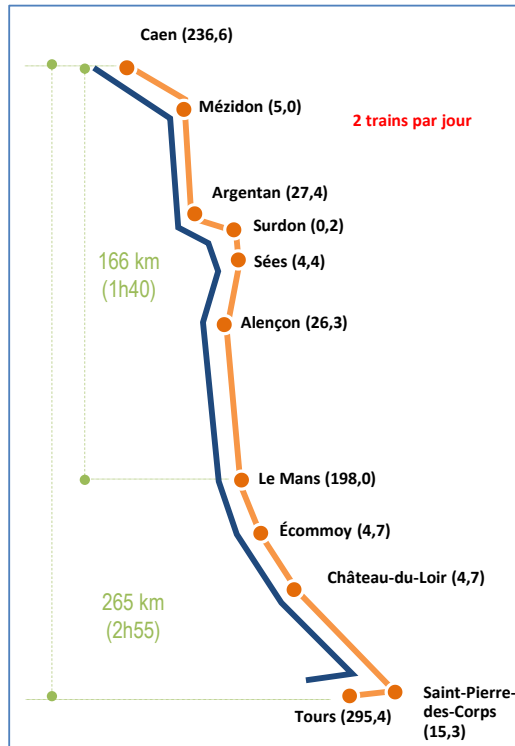 Caen (236,6)
Mézidon (5,0)
2 trains par jour
Argentan (27,4)
Surdon (0,2)
166 km
(1h40)
Sées (4,4)
Alençon (26,3)
Le Mans (198,0)
Écommoy (4,7)
Château-du-Loir (4,7)
265 km
(2h55)
Saint-Pierre-
des-Corps
(15,3)
Tours (295,4)